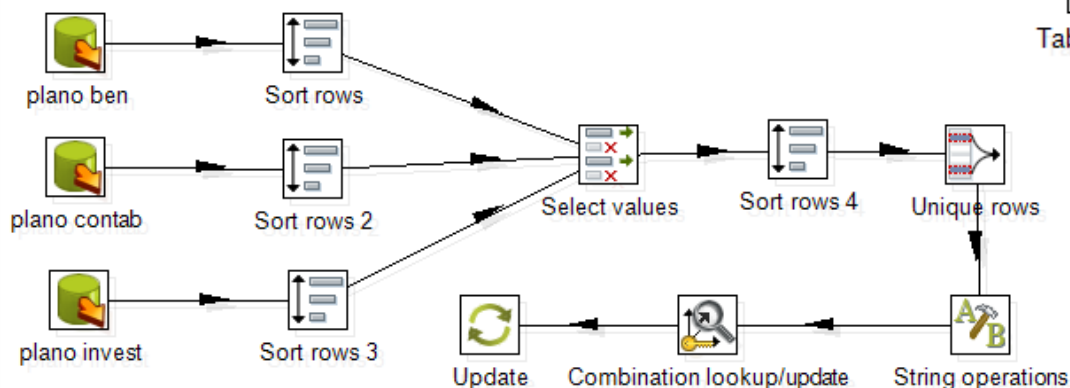 plano ben
Sort rows
plano contab
Sort rows 2
Select values
Sort rows 4
Unique rows
plano invest
Sort rows 3
Update
Combination lookup/update
String operations